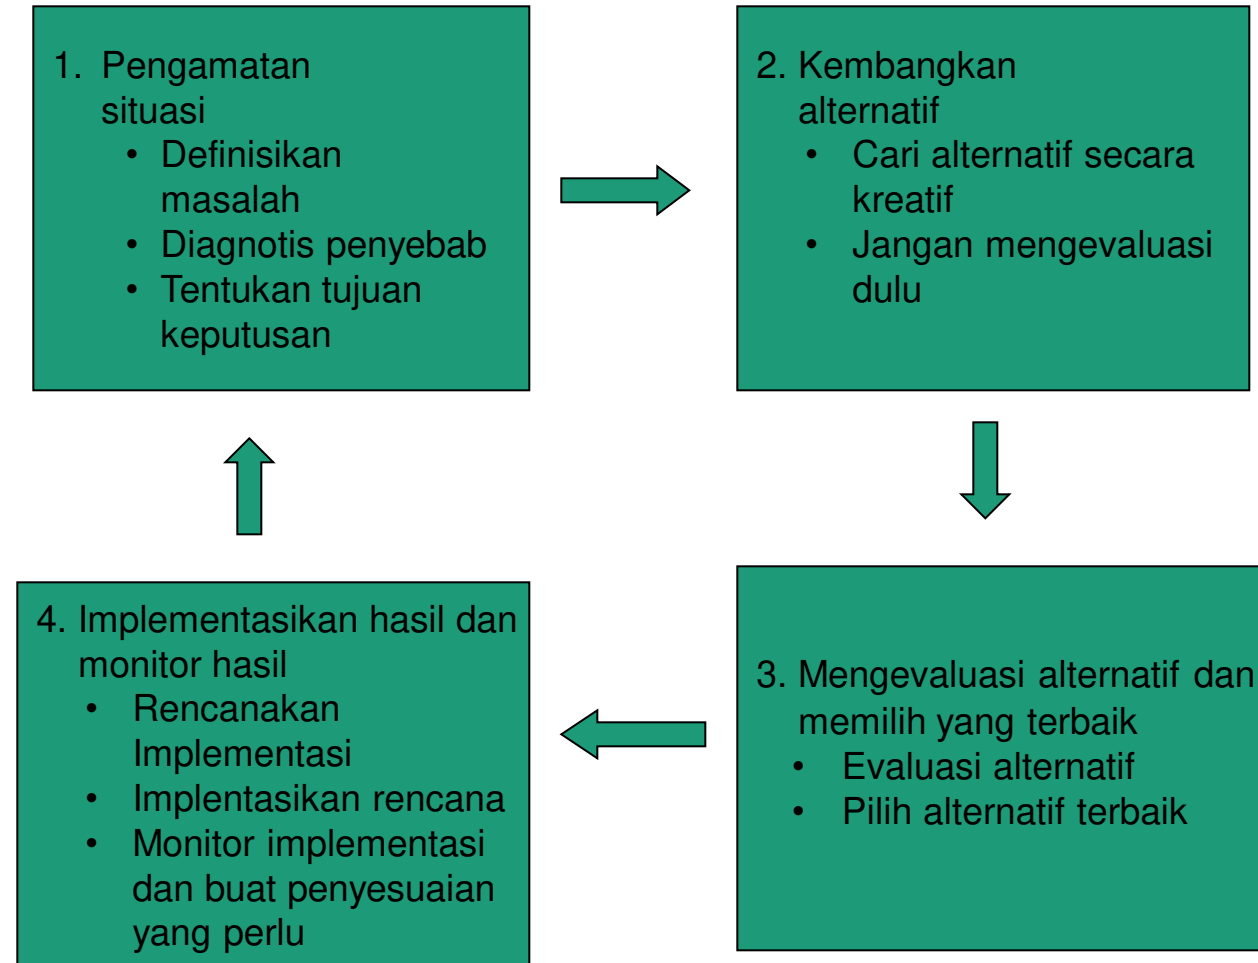 1. Pengamatan
situasi
• Definisikan
masalah
• Diagnotis penyebab
• Tentukan tujuan
keputusan
2. Kembangkan
alternatif
• Cari alternatif secara
kreatif
• Jangan mengevaluasi
dulu
3. Mengevaluasi alternatif dan
memilih yang terbaik
• Evaluasi alternatif
• Pilih alternatif terbaik
4. Implementasikan hasil dan
monitor hasil
• Rencanakan
Implementasi
• Implentasikan rencana
• Monitor implementasi
dan buat penyesuaian
yang perlu